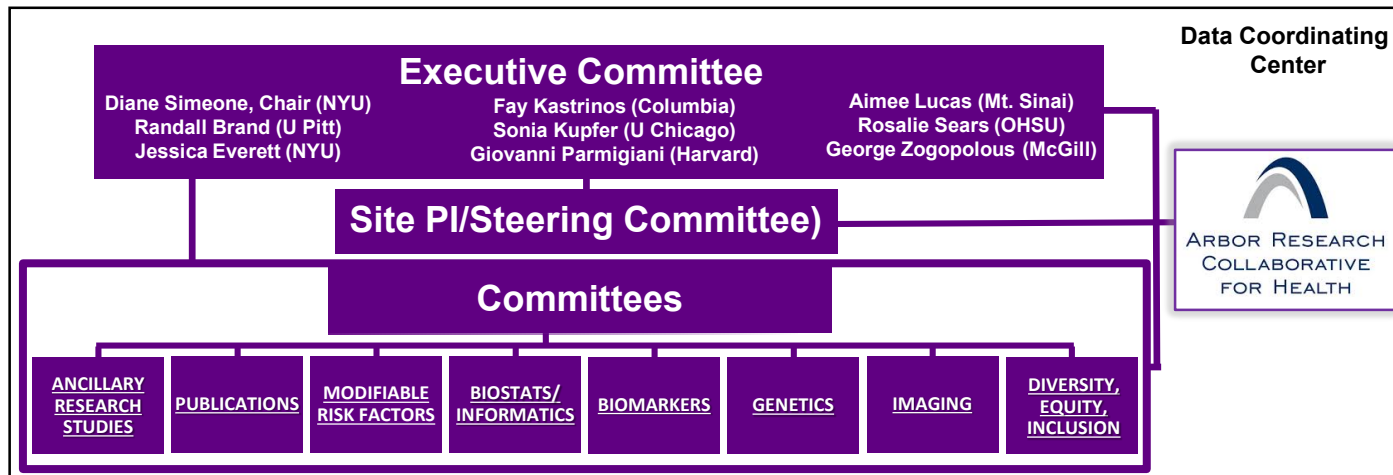 Data Coordinating
Center
Executive Committee
Diane Simeone, Chair (NYU)
Randall Brand (U Pitt)
Jessica Everett (NYU)
Fay Kastrinos (Columbia)
Sonia Kupfer (U Chicago)
Giovanni Parmigiani (Harvard)
Aimee Lucas (Mt. Sinai)
Rosalie Sears (OHSU)
George Zogopolous (McGill)
Site PI/Steering Committee)
ARBOR RESEARCH
COLLABORATIVE
FOR HEALTH
Committees
ANCILLARY
RESEARCH
STUDIES
PUBLICATIONS
MODIFIABLE
RISK FACTORS
BIOSTATS/
INFORMATICS
BIOMARKERS
GENETICS
IMAGING
DIVERSITY,
EQUITY,
INCLUSION